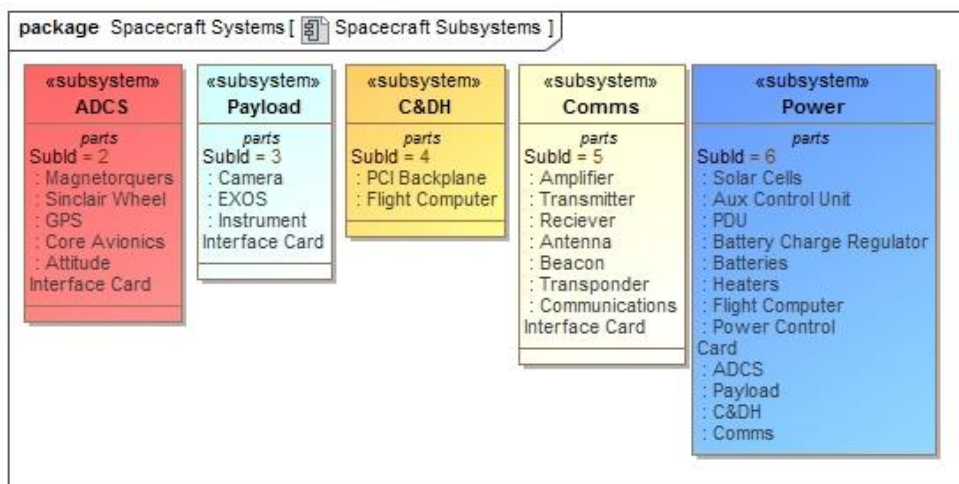 package Spacecraft Systems [ Spacecraft Subsystems ]
«subsystem»
ADCS
parts
SubId = 2
: Magnetorquers
: Sinclair Wheel
: GPS
: Core Avionics
: Attitude
Interface Card
«subsystem»
Payload
parts
SubId = 3
: Camera
: EXOS
: Instrument
Interface Card
«subsystem»
C&DH
parts
SubId = 4
: PCI Backplane
: Flight Computer
«subsystem»
Comms
parts
SubId = 5
: Amplifier
: Transmitter
: Reciever
: Antenna
: Beacon
: Transponder
: Communications
Interface Card
«subsystem»
Power
parts
SubId = 6
: Solar Cells
: Aux Control Unit
: PDU
: Battery Charge Regulator
: Batteries
: Heaters
: Flight Computer
: Power Control
Card
: ADCS
: Payload
: C&DH
: Comms